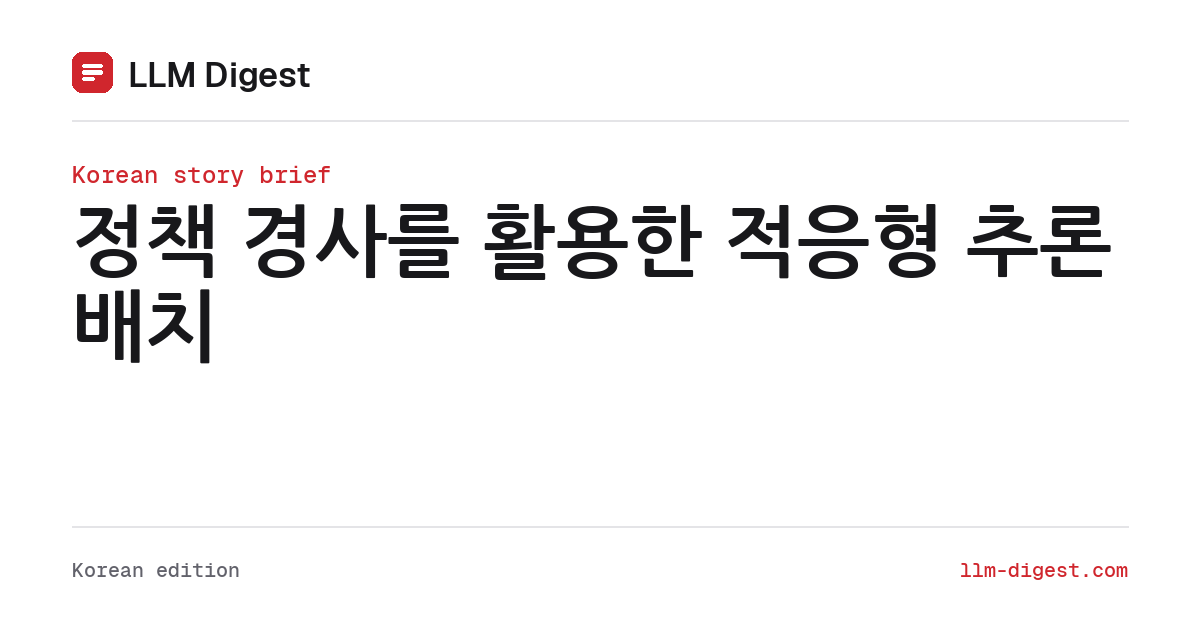 LLM Digest
Korean story brief
정책 경사를 활용한 적응형 추론
배치
Korean edition
llm-digest.com